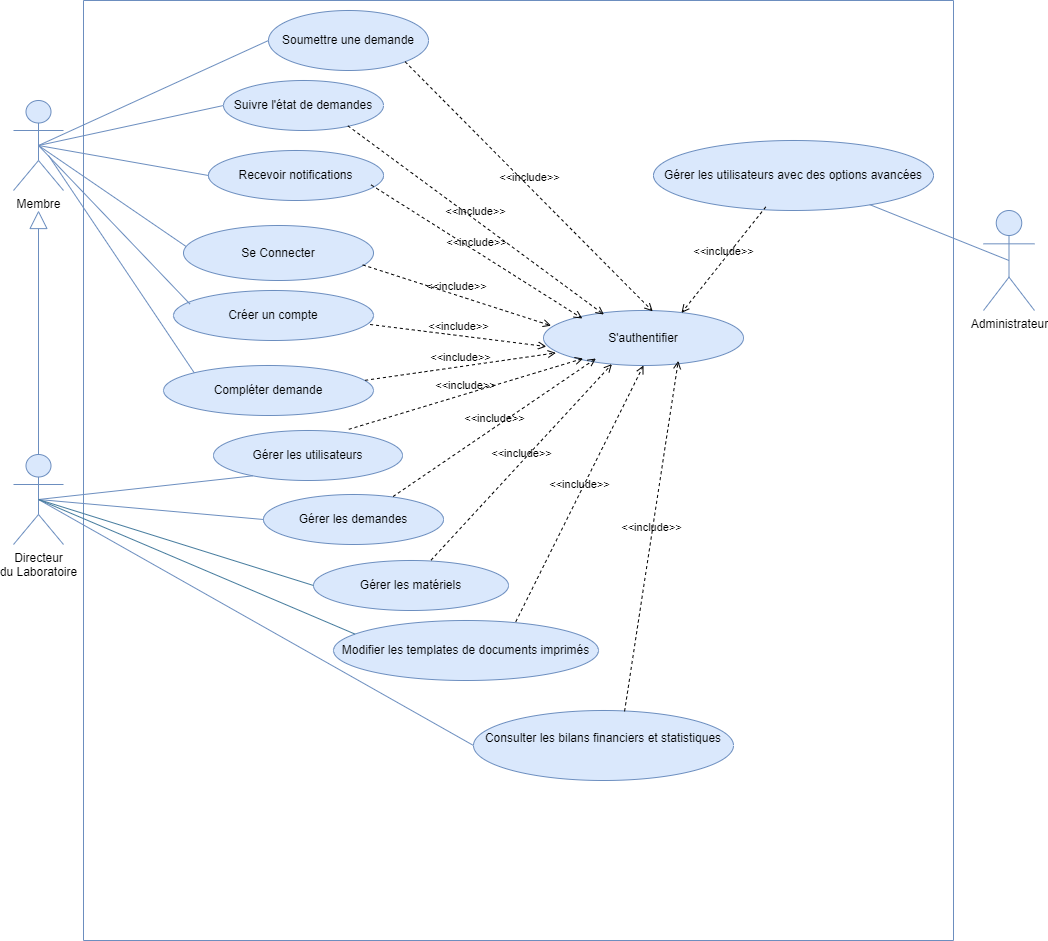 Soumettre une demande
Suivre l'état de demandes
Recevoir notifications
<<include>>
Gérer les utilisateurs avec des options avancées
Membre
<<include>>
<<include>>
Se Connecter
<<include>>
<<include>>
Créer un compte
<<include>>
Administrateur
S'authentifier
<<include>>
Compléter demande
<<include>>
<<include>>
Gérer les utilisateurs
<<include>>
<<include>>
Gérer les demandes
<<include>>
Directeur
du Laboratoire
Gérer les matériels
Modifier les templates de documents imprimés
Consulter les bilans financiers et statistiques